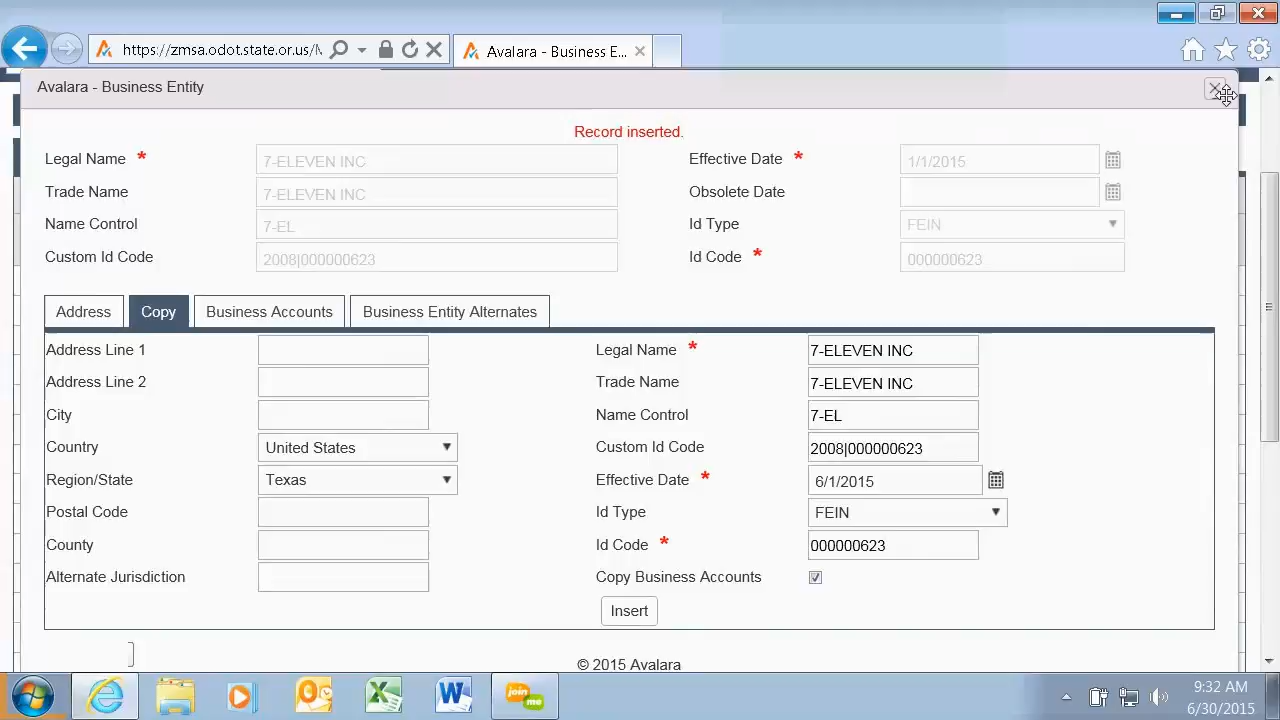 https://zmsa.odot.state.or.us/M
Avalara - Business E...
Avalara - Business Entity
Record inserted.
Legal Name * 7-ELEVEN INC Effective Date * 1/1/2015
Trade Name 7-ELEVEN INC Obsolete Date
Name Control 7-EL Id Type FEIN
Custom Id Code 2008|000000623 Id Code * 000000623
Address Copy Business Accounts Business Entity Alternates
Address Line 1 Legal Name * 7-ELEVEN INC
Address Line 2 Trade Name 7-ELEVEN INC
City Name Control 7-EL
Country United States Custom Id Code 2008|000000623
Region/State Texas Effective Date * 6/1/2015
Postal Code Id Type FEIN
County Id Code * 000000623
Alternate Jurisdiction Copy Business Accounts
Insert
© 2015 Avalara
join me
9:32 AM
6/30/2015